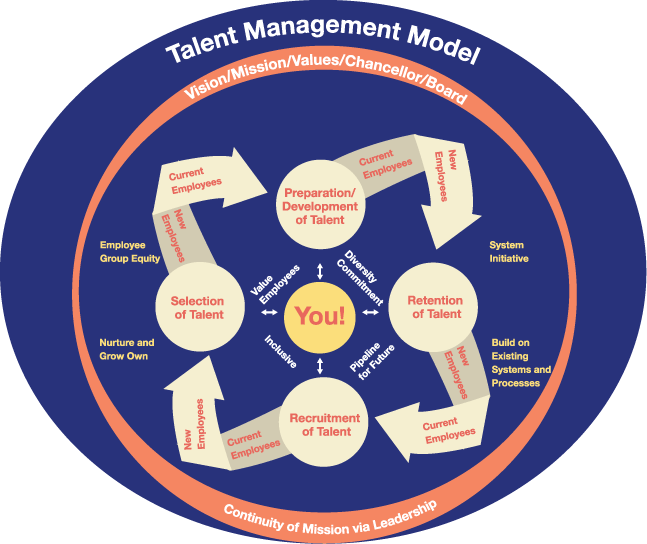 Talent Management Model
Vision/Mission/Values/Chancellor/Board
Current
Employees
New
Employees
Preparation/
Development
of Talent
Current
Employees
New
Employees
Employee
Group Equity
System
Initiative
Value
Employees
Diversity
Commitment
Selection
of Talent
You!
Retention
of Talent
Nurture and
Grow Own
Inclusive
Pipeline
for Future
Build on
Existing
Systems and
Processes
New
Employees
Current
Employees
Recruitment
of Talent
Current
Employees
New
Employees
Continuity of Mission via Leadership